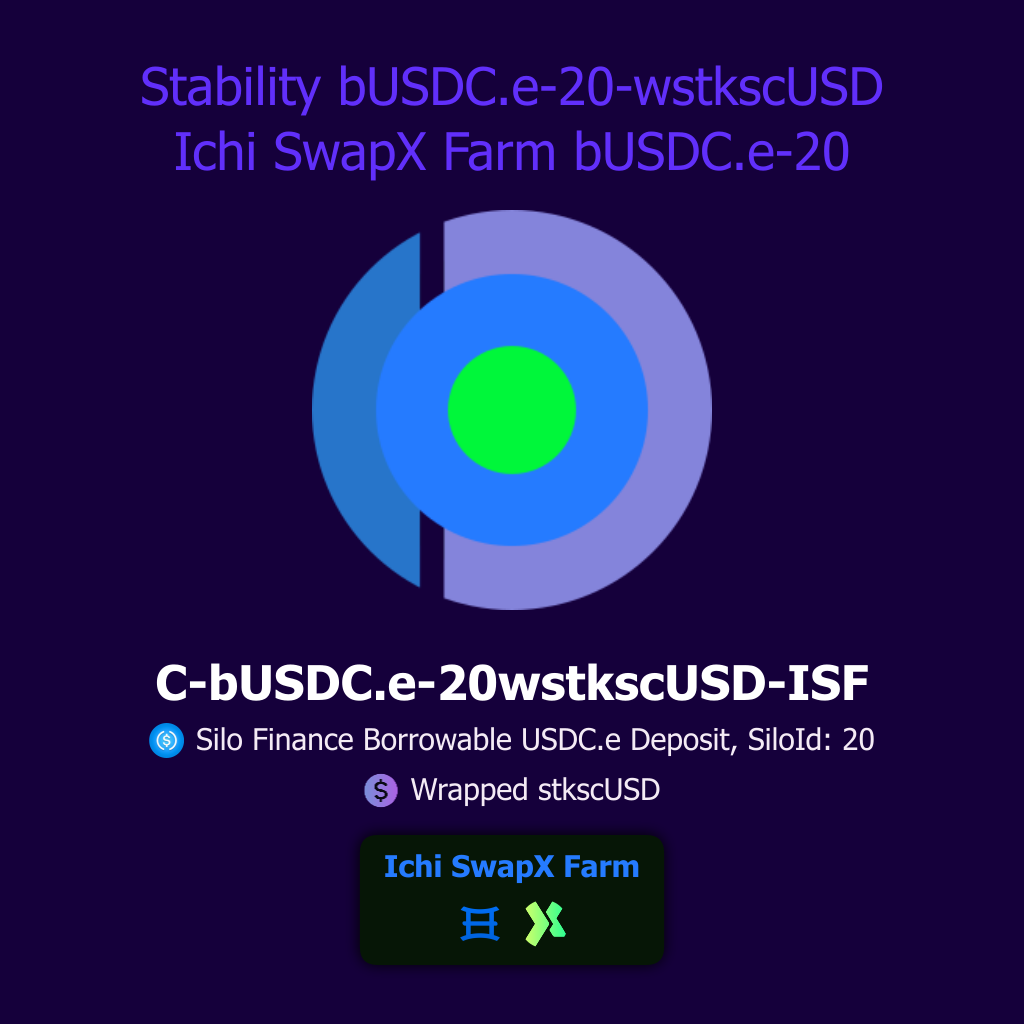 Stability bUSDC.e-20-wstkscUSD
Ichi SwapX Farm bUSDC.e-20
C-bUSDC.e-20wstkscUSD-ISF
Silo Finance Borrowable USDC.e Deposit, SiloId: 20
Wrapped stkscUSD
Ichi SwapX Farm